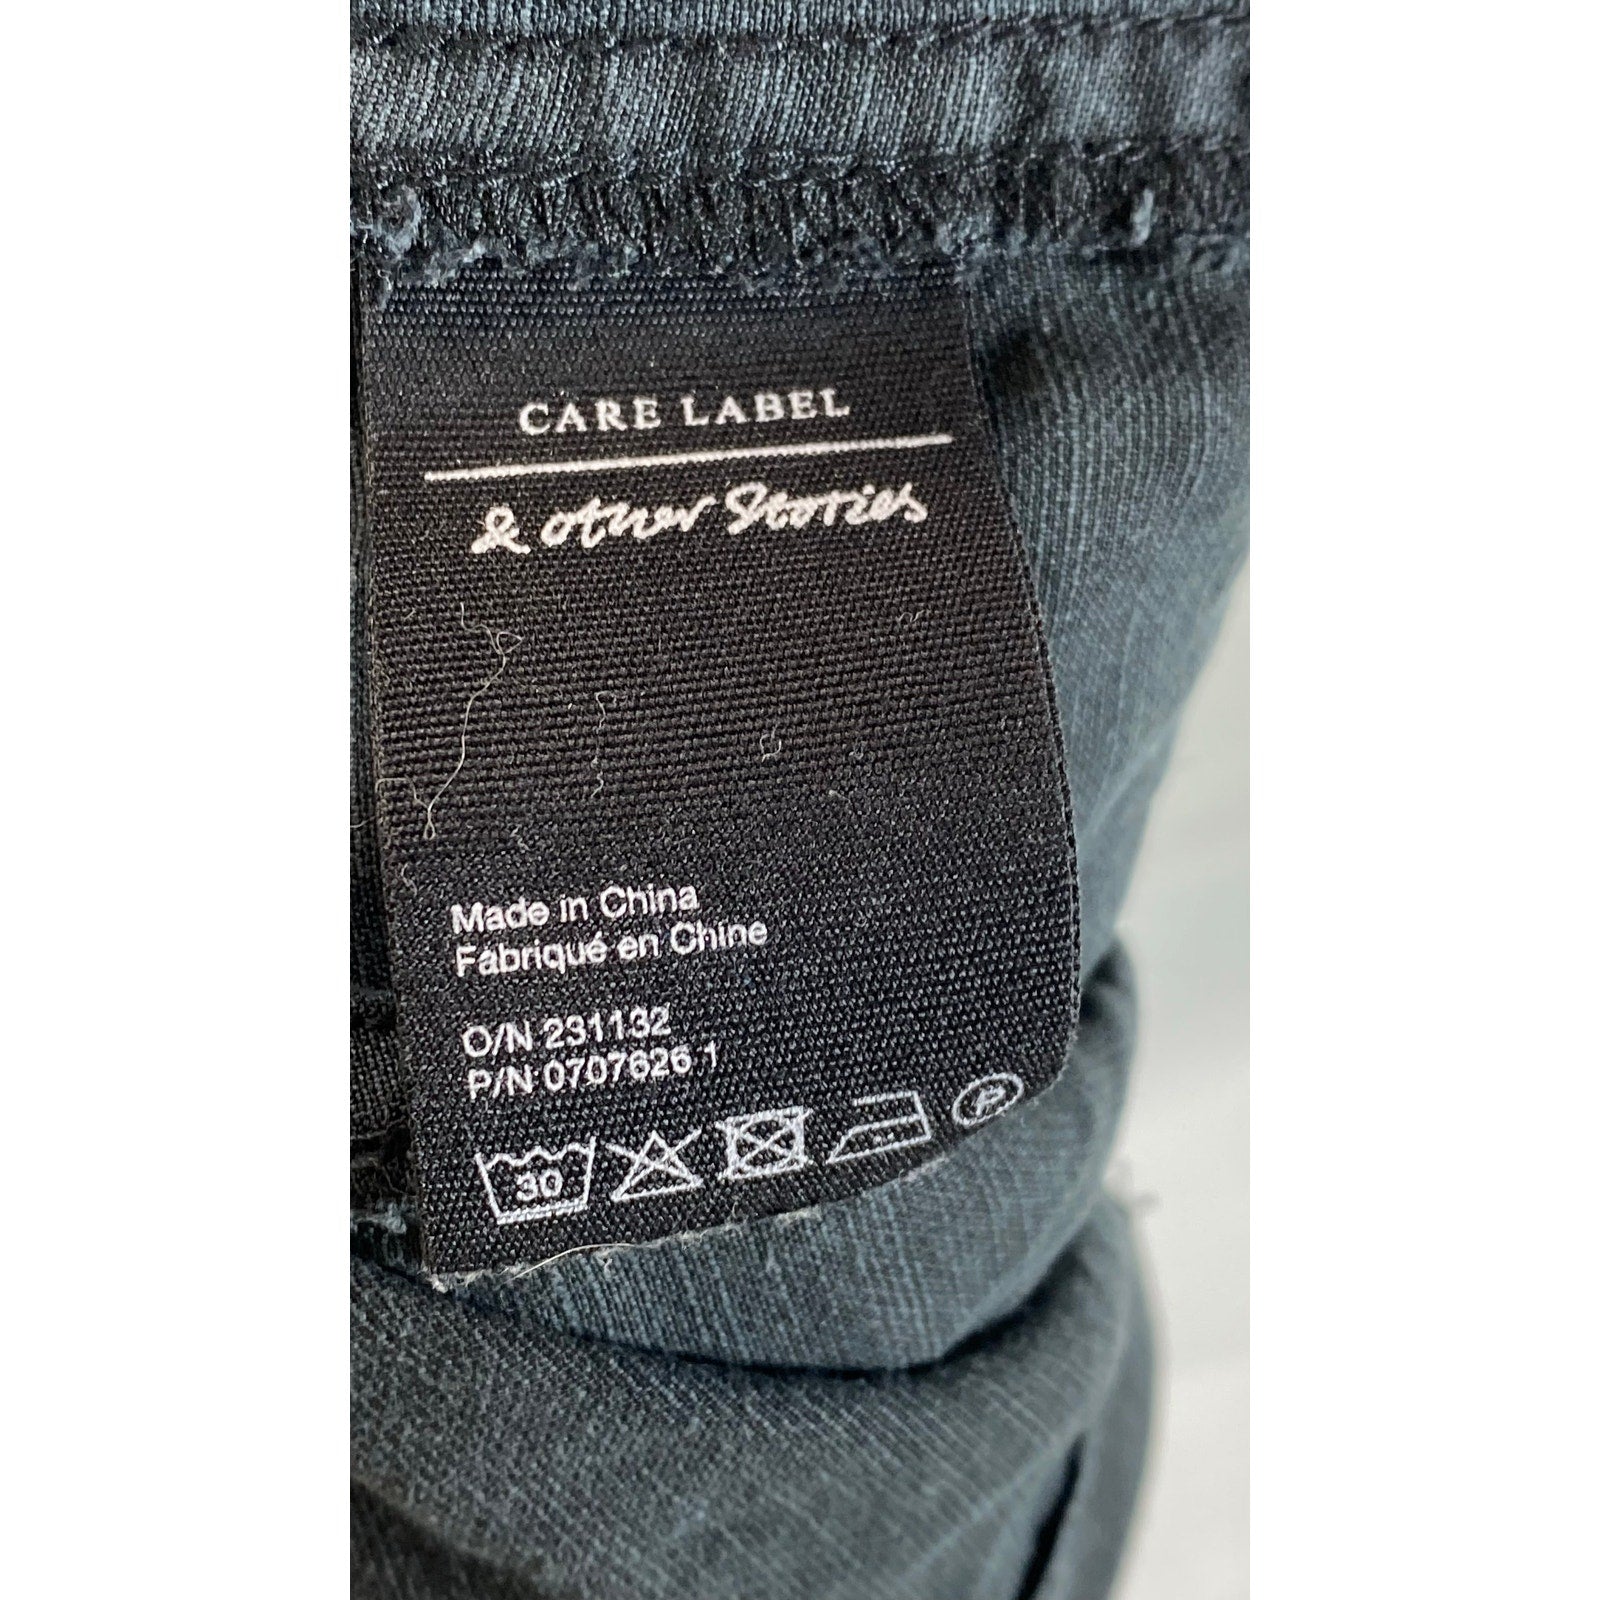 CARE LABEL
& other Stories
Made in China
Fabriqué en Chine
O/N 231132
P/N 0707626 1
30
P